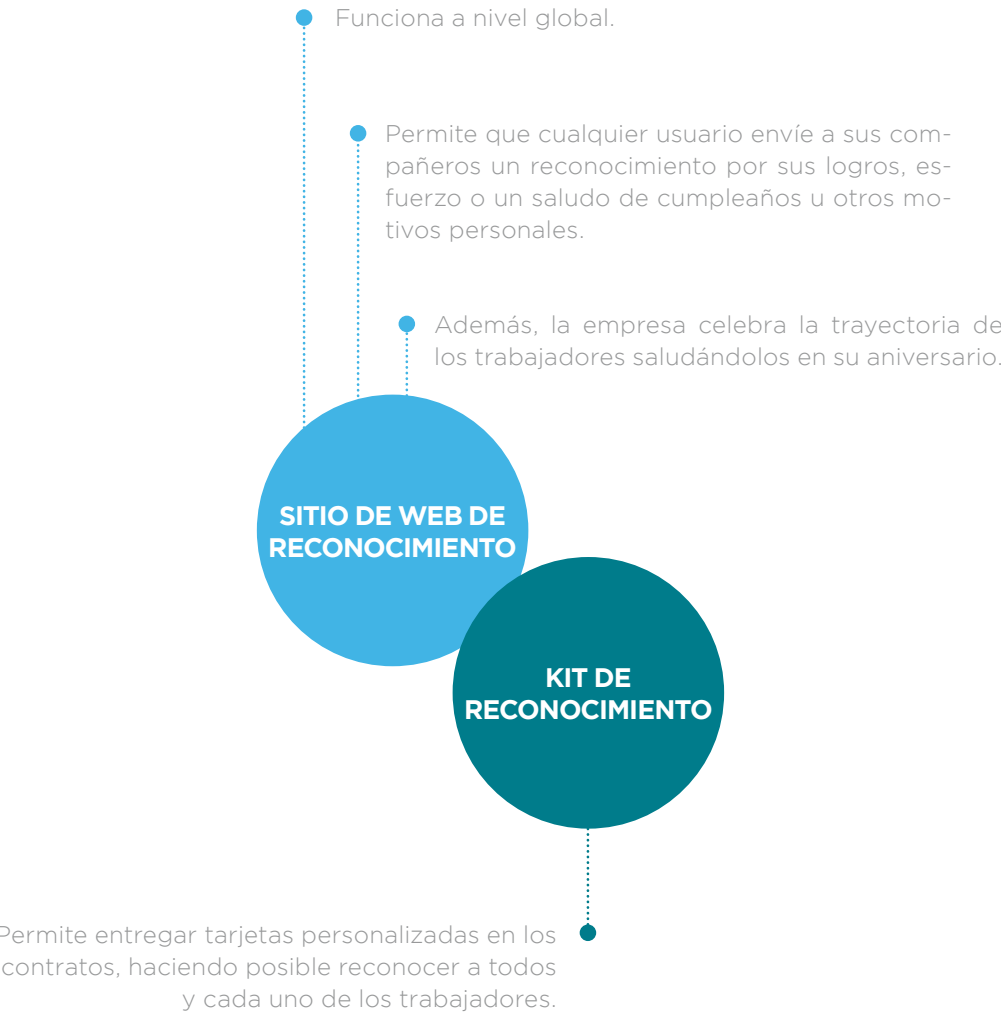 Funciona a nivel global.
Permite que cualquier usuario envíe a sus com-
pañeros un reconocimiento por sus logros, es-
fuerzo o un saludo de cumpleaños u otros mo-
tivos personales.
Además, la empresa celebra la trayectoria de
los trabajadores saludándolos en su aniversario.
SITIO DE WEB DE
RECONOCIMIENTO
KIT DE
RECONOCIMIENTO
Permite entregar tarjetas personalizadas en los
contratos, haciendo posible reconocer a todos
y cada uno de los trabajadores.